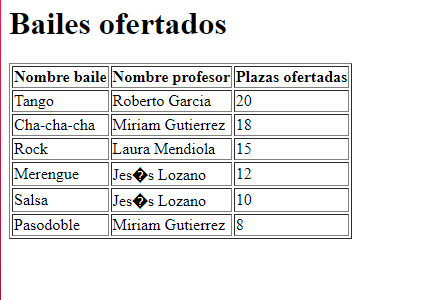 Bailes ofertados
Nombre baile Nombre profesor Plazas ofertadas
Tango Roberto Garcia 20
Cha-cha-cha Miriam Gutierrez 18
Rock Laura Mendiola 15
Merengue Jes�s Lozano 12
Salsa Jes�s Lozano 10
Pasodoble Miriam Gutierrez 8